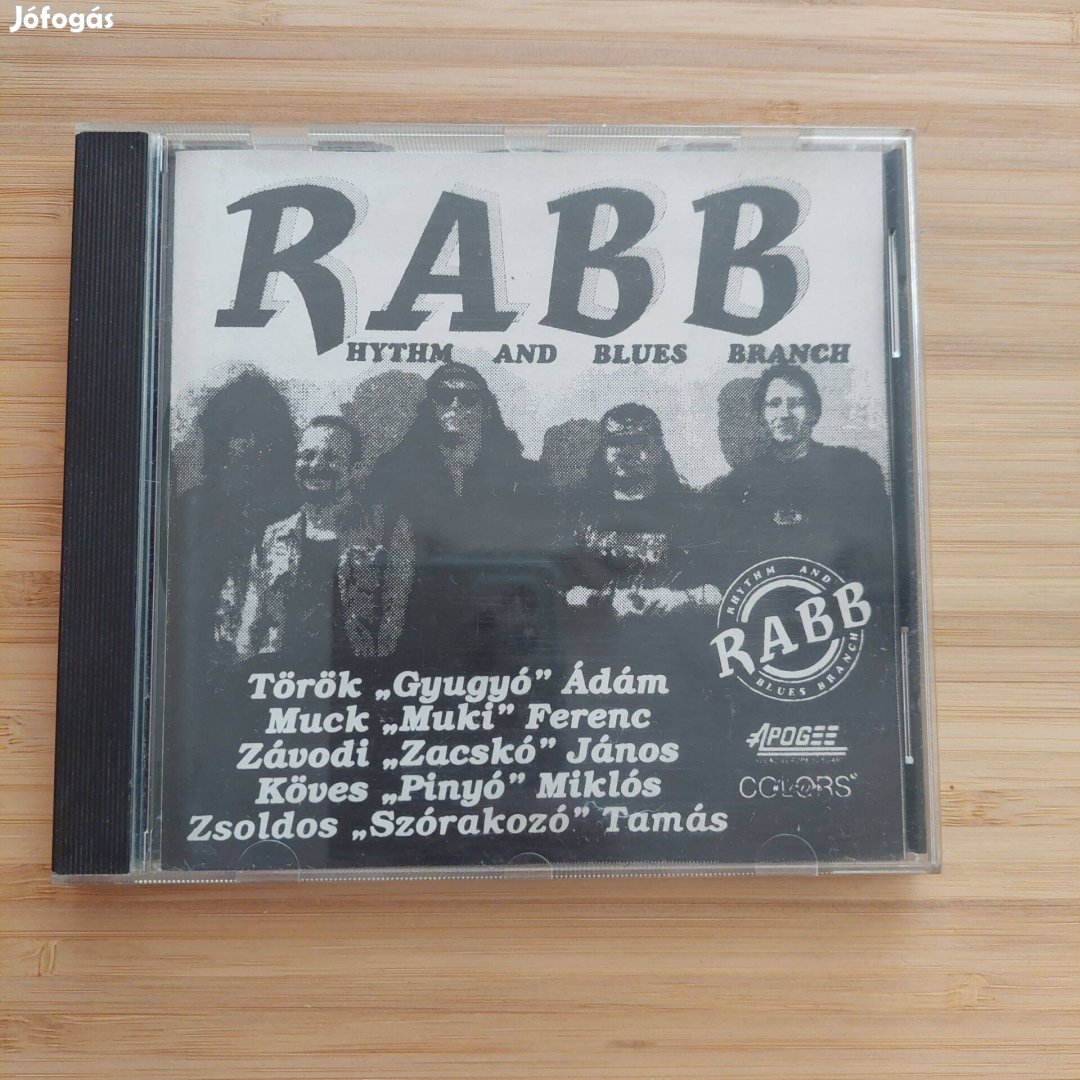 Jófogás
RABB
HYTHM AND BLUES BRANCH
RHYTHM AND
RABB
BLUES BRANCH
Török „Gyugyó” Ádám
Muck „Muki” Ferenc
Závodi „Zacskó” János
Köves „Pinyó” Miklós
Zsoldos „Szórakozó” Tamás
APOGEE
COLORS